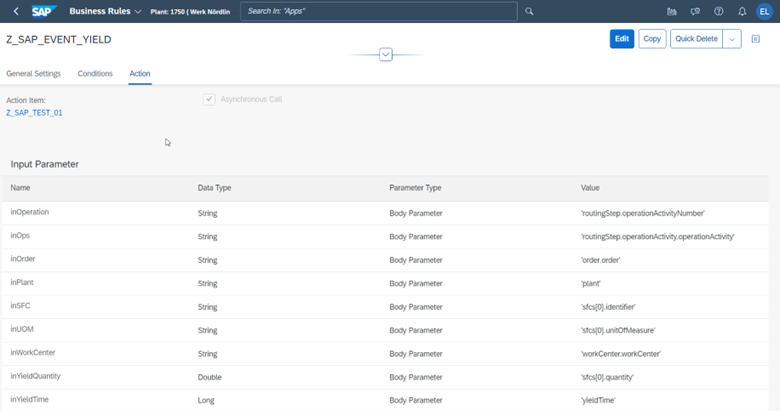 SAP Business Rules Plant: 1750 ( Werk Nördlin Search In: "Apps" EL
Z_SAP_EVENT_YIELD Edit Copy Quick Delete
General Settings Conditions Action
Action Item: Asynchronous Call
Z_SAP_TEST_01
Input Parameter
Name Data Type Parameter Type Value
inOperation String Body Parameter 'routingStep.operationActivityNumber'
inOps String Body Parameter 'routingStep.operationActivity.operationActivity'
inOrder String Body Parameter 'order.order'
inPlant String Body Parameter 'plant'
inSFC String Body Parameter 'sfcs[0].identifier'
inUOM String Body Parameter 'sfcs[0].unitOfMeasure'
inWorkCenter String Body Parameter 'workCenter.workCenter'
inYieldQuantity Double Body Parameter 'sfcs[0].quantity'
inYieldTime Long Body Parameter 'yieldTime'